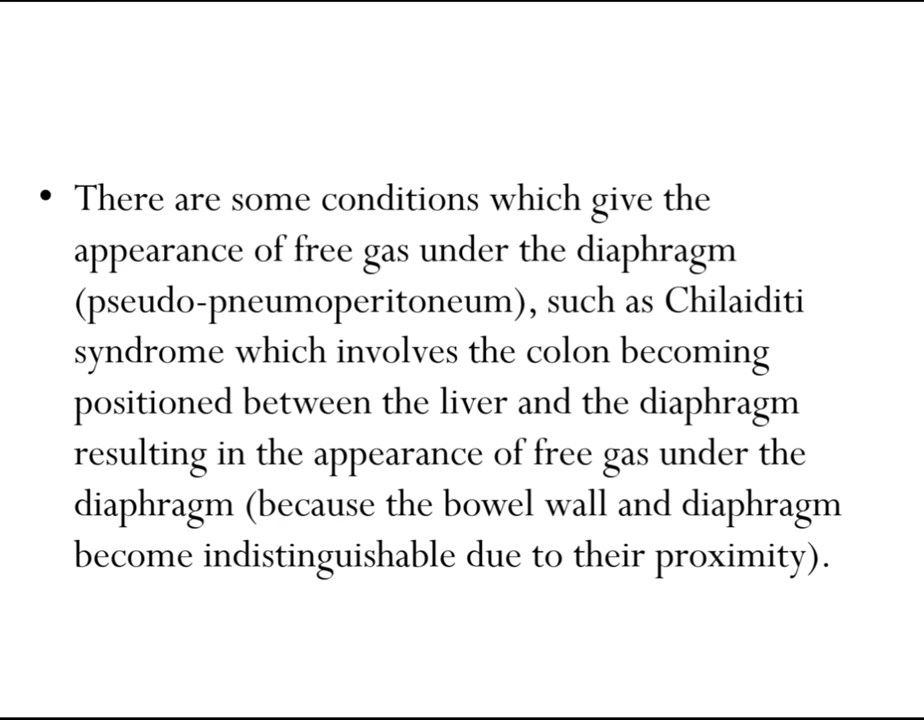 • There are some conditions which give the
appearance of free gas under the diaphragm
(pseudo-pneumoperitoneum), such as Chilaiditi
syndrome which involves the colon becoming
positioned between the liver and the diaphragm
resulting in the appearance of free gas under the
diaphragm (because the bowel wall and diaphragm
become indistinguishable due to their proximity).